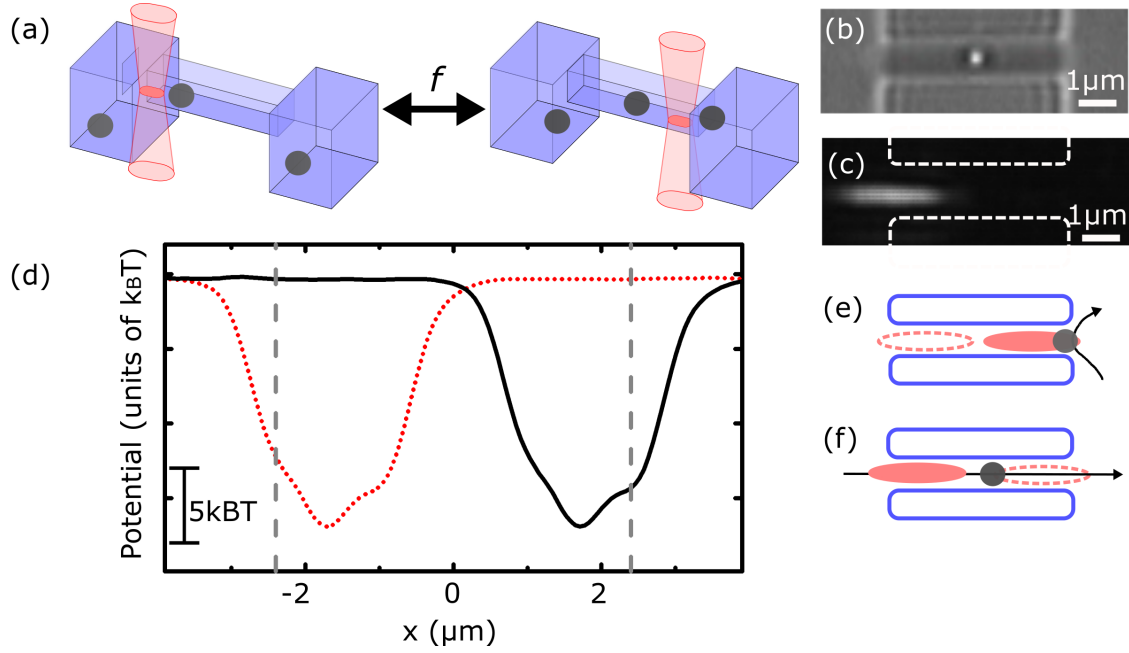 (a)
f
(b)
1μm
(c)
1μm
(d)
Potential (units of kBT)
5kBT
-2
0
2
x (μm)
(e)
(f)